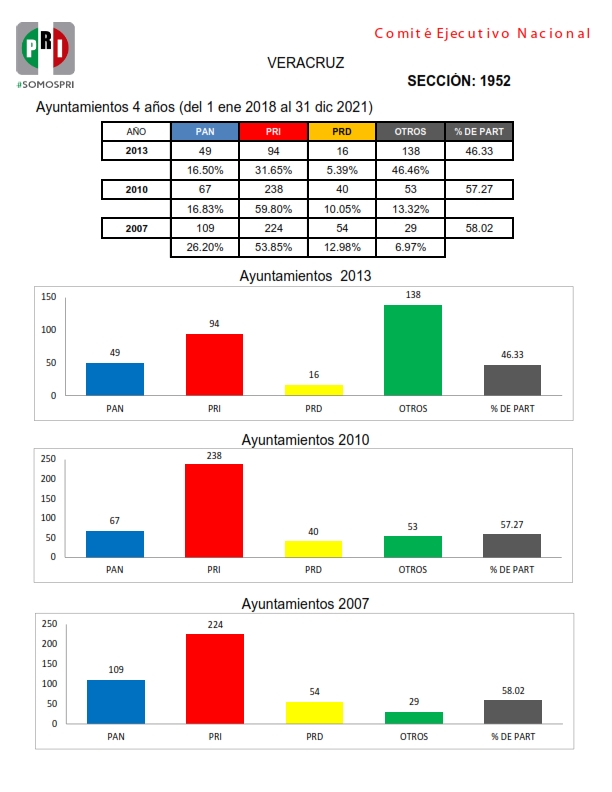 Comité Ejecutivo Nacional
PRI
#SOMOSPRI
VERACRUZ
SECCIÓN: 1952
Ayuntamientos 4 años (del 1 ene 2018 al 31 dic 2021)
AÑO PAN PRI PRD OTROS % DE PART
2013 49 94 16 138 46.33
16.50% 31.65% 5.39% 46.46%
2010 67 238 40 53 57.27
16.83% 59.80% 10.05% 13.32%
2007 109 224 54 29 58.02
26.20% 53.85% 12.98% 6.97%
Ayuntamientos 2013
150
100
50
0
49 94 16 138 46.33
PAN PRI PRD OTROS % DE PART
Ayuntamientos 2010
250
200
150
100
50
0
67 238 40 53 57.27
PAN PRI PRD OTROS % DE PART
Ayuntamientos 2007
250
200
150
100
50
0
109 224 54 29 58.02
PAN PRI PRD OTROS % DE PART